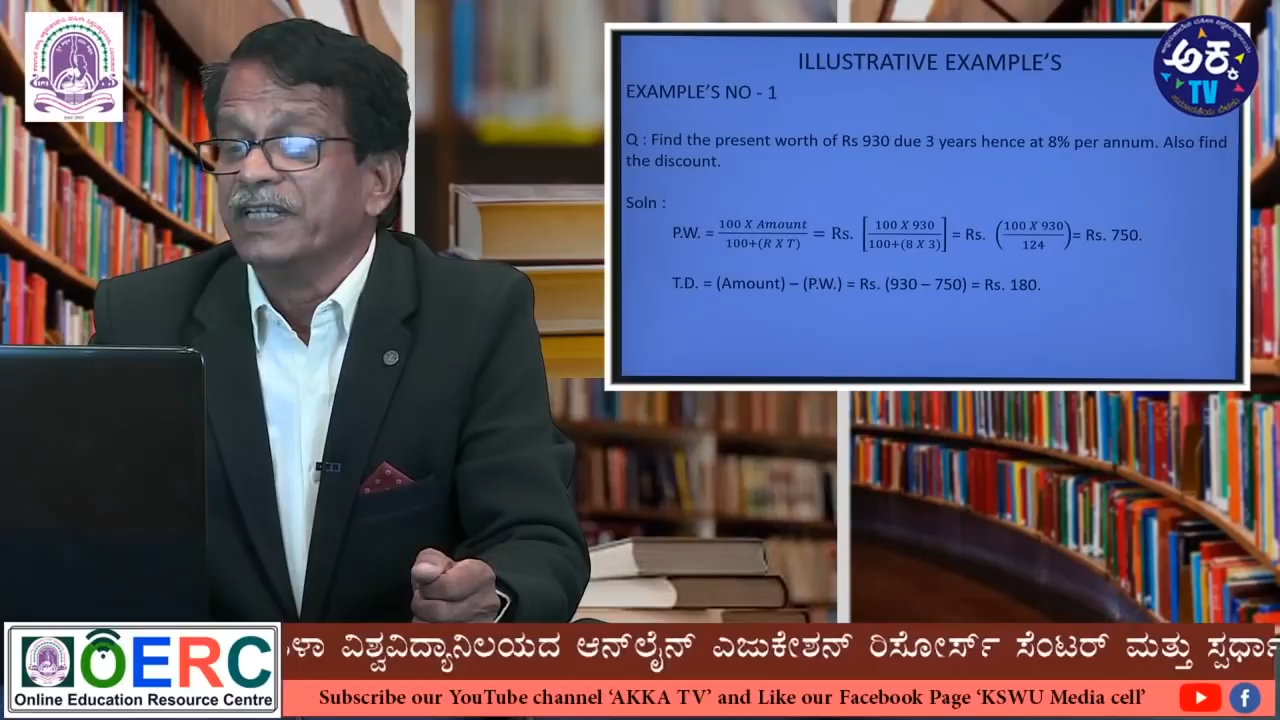 ILLUSTRATIVE EXAMPLE'S
EXAMPLE'S NO - 1
Q : Find the present worth of Rs 930 due 3 years hence at 8% per annum. Also find
the discount.
Soln :
P.W. = 100 X Amount / 100+(R X T) = Rs. [100 X 930 / 100+(8 X 3)] = Rs. (100 X 930 / 124) = Rs. 750.
T.D. = (Amount) – (P.W.) = Rs. (930 – 750) = Rs. 180.
ಅಕ್ಕ
TV
ŌERC
Online Education Resource Centre
ಳಾ ವಿಶ್ವವಿದ್ಯಾನಿಲಯದ ಆನ್‌ಲೈನ್ ಎಜುಕೇಶನ್ ರಿಸೋರ್ಸ್ ಸೆಂಟರ್ ಮತ್ತು ಸ್ಪರ್ಧಾ
Subscribe our YouTube channel 'AKKA TV' and Like our Facebook Page 'KSWU Media cell'